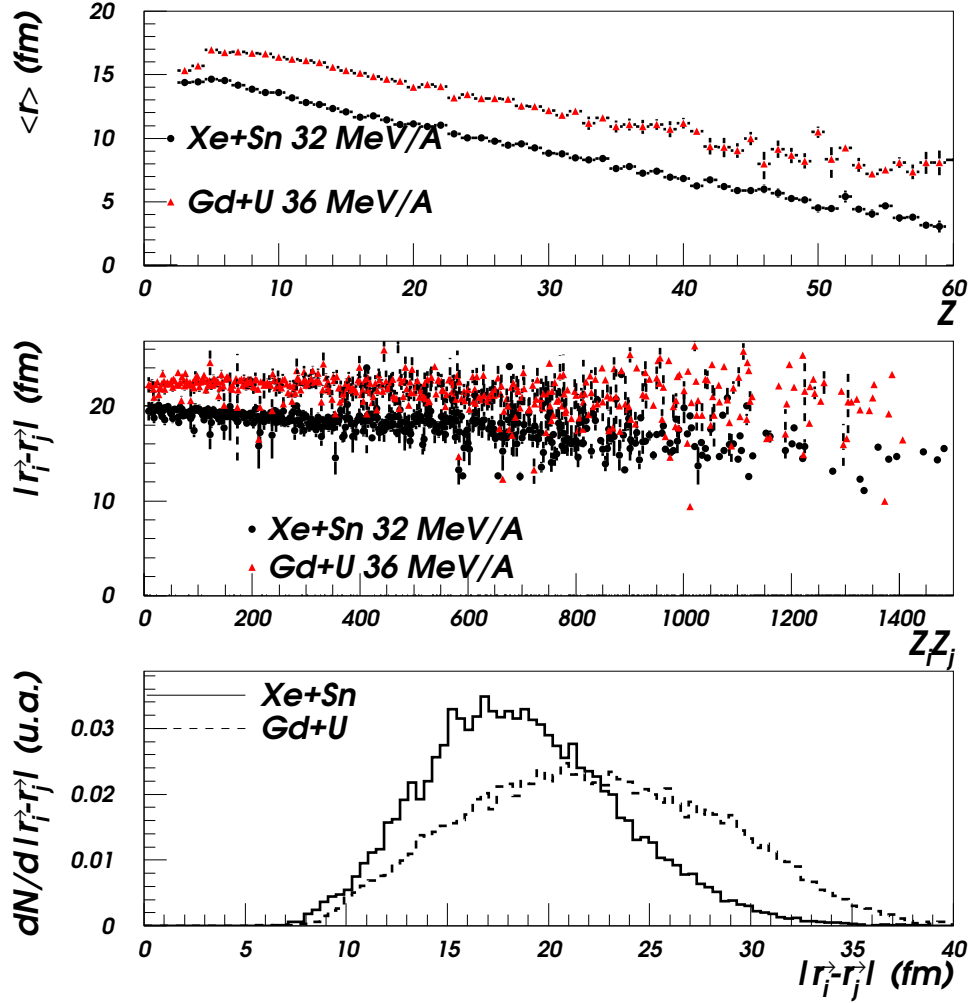 <r> (fm)
20
15
10
5
0
Xe+Sn 32 MeV/A
Gd+U 36 MeV/A
0 10 20 30 40 50 60
Z
|r⃗i-r⃗j| (fm)
20
10
0
Xe+Sn 32 MeV/A
Gd+U 36 MeV/A
0 200 400 600 800 1000 1200 1400
ZiZj
dN/d|r⃗i-r⃗j| (u.a.)
0.03
0.02
0.01
0
Xe+Sn
Gd+U
0 5 10 15 20 25 30 35 40
|r⃗i-r⃗j| (fm)